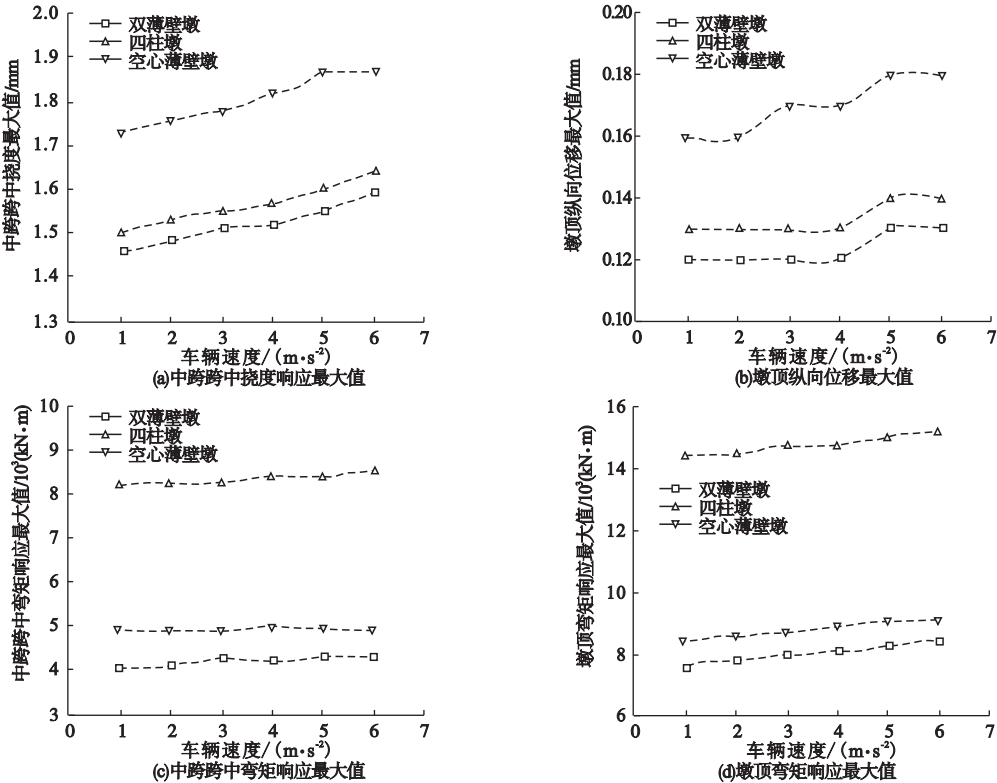 中跨跨中挠度最大值/mm
2.0
1.9
1.8
1.7
1.6
1.5
1.4
1.3
双薄壁墩
四柱墩
空心薄壁墩
0 1 2 3 4 5 6 7
车辆速度/(m·s⁻²)
(a)中跨跨中挠度响应最大值
墩顶纵向位移最大值/mm
0.20
0.18
0.16
0.14
0.12
0.10
双薄壁墩
四柱墩
空心薄壁墩
0 1 2 3 4 5 6 7
车辆速度/(m·s⁻²)
(b)墩顶纵向位移最大值
中跨跨中弯矩响应最大值/10³(kN·m)
10
9
8
7
6
5
4
3
双薄壁墩
四柱墩
空心薄壁墩
0 1 2 3 4 5 6 7
车辆速度/(m·s⁻²)
(c)中跨跨中弯矩响应最大值
墩顶弯矩响应最大值/10³(kN·m)
16
14
12
10
8
6
双薄壁墩
四柱墩
空心薄壁墩
0 1 2 3 4 5 6 7
车辆速度/(m·s⁻²)
(d)墩顶弯矩响应最大值